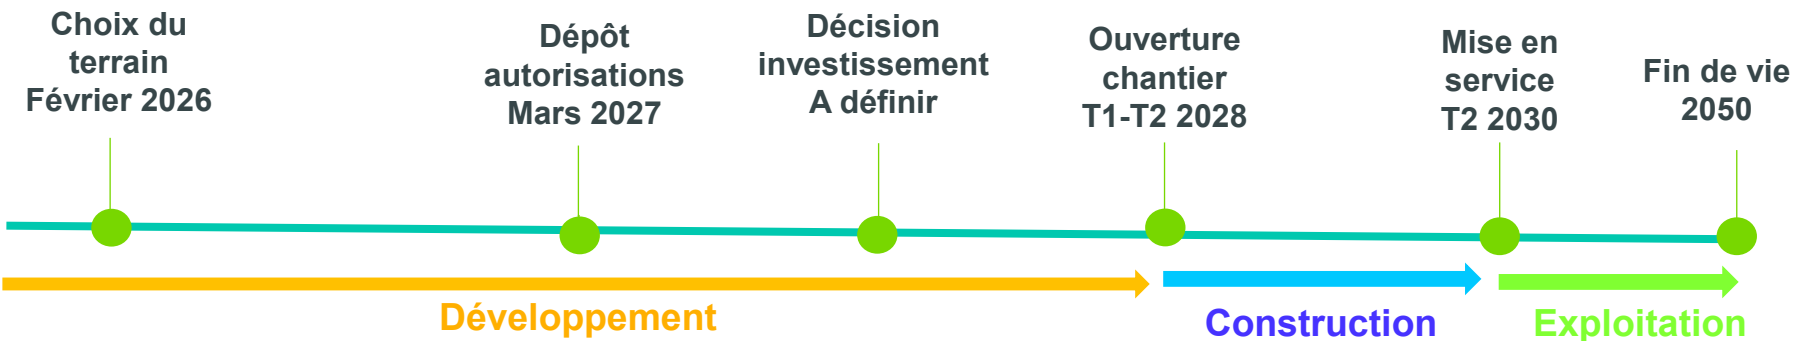 Choix du
terrain
Février 2026
Dépôt
autorisations
Mars 2027
Décision
investissement
A définir
Ouverture
chantier
T1-T2 2028
Mise en
service
T2 2030
Fin de vie
2050
Développement
Construction
Exploitation